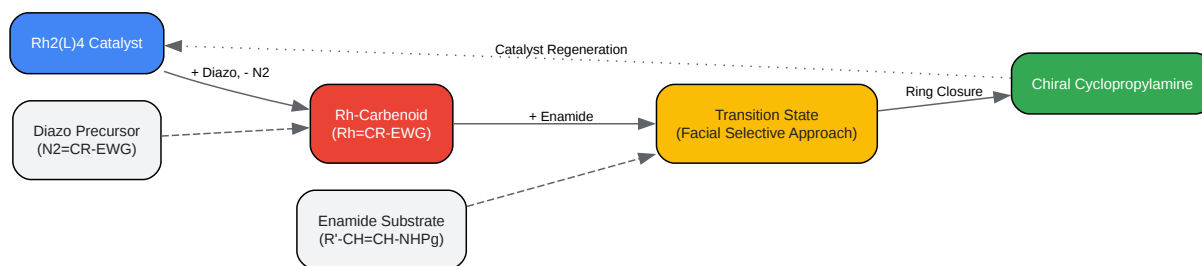 Rh2(L)4 Catalyst
Catalyst Regeneration
+ Diazo, - N2
Chiral Cyclopropylamine
Ring Closure
Rh-Carbenoid
(Rh=CR-EWG)
+ Enamide
Transition State
(Facial Selective Approach)
Diazo Precursor
(N2=CR-EWG)
Enamide Substrate
(R'-CH=CH-NHPg)